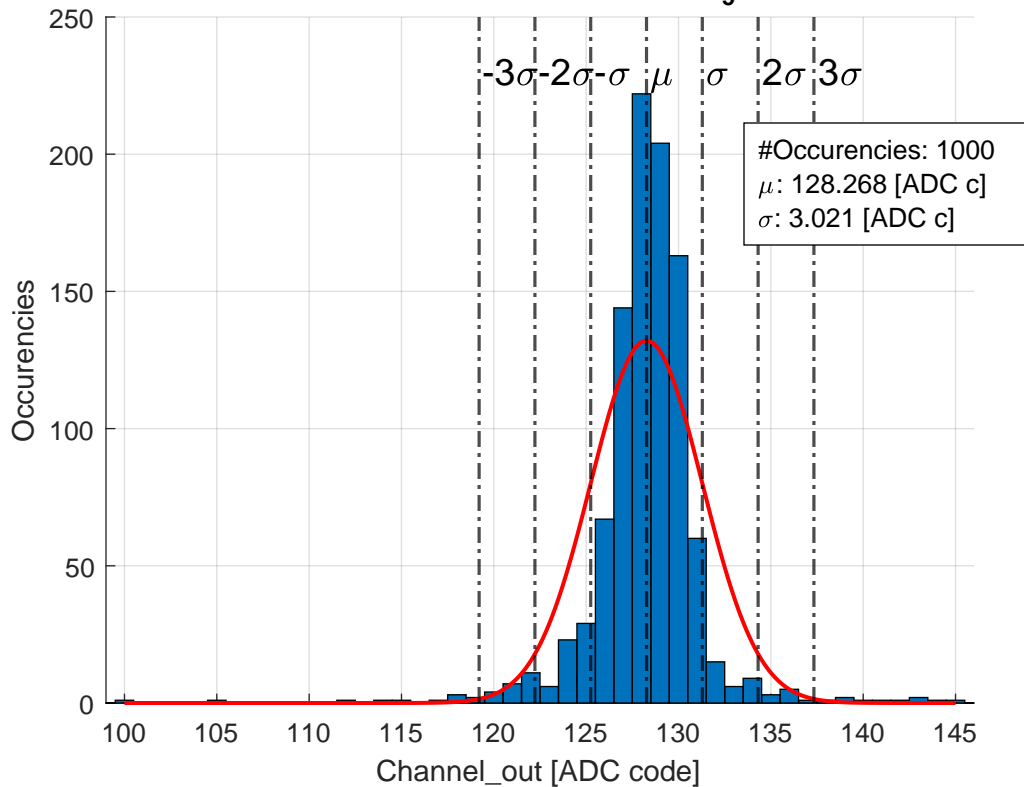 250
-3σ -2σ -σ μ σ 2σ 3σ
200
#Occurencies: 1000
μ: 128.268 [ADC c]
σ: 3.021 [ADC c]
150
Occurencies
100
50
0
100 105 110 115 120 125 130 135 140 145
Channel_out [ADC code]